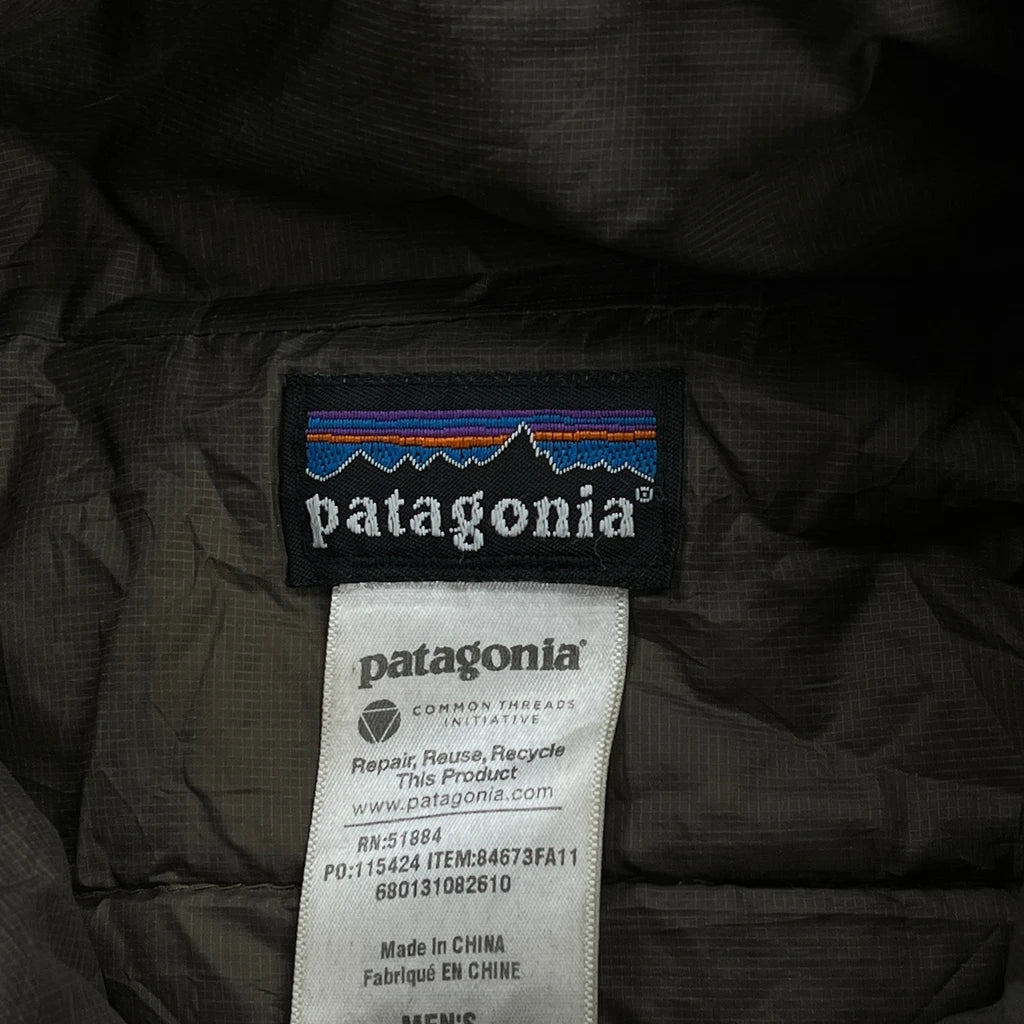 patagonia®
patagonia®
COMMON THREADS
INITIATIVE
Repair, Reuse, Recycle
This Product
www.patagonia.com
RN:51884
PO:115424 ITEM:84673FA11
680131082610
Made In CHINA
Fabriqué EN CHINE
MEN'S